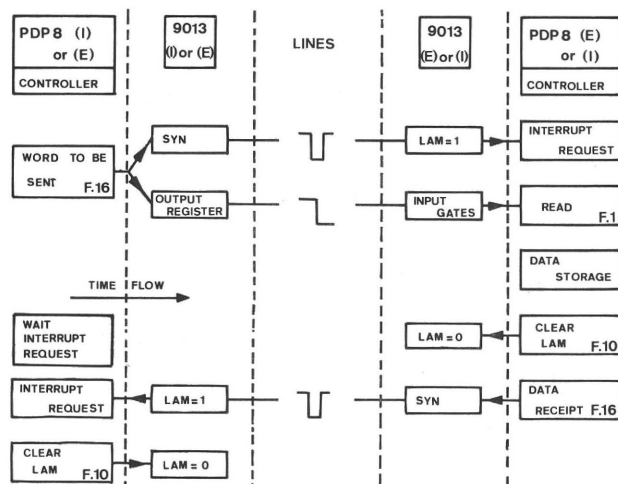 PDP8 (I)
or (E)
CONTROLLER
9013
(I) or (E)
LINES
9013
(E) or (I)
PDP8 (E)
or (I)
CONTROLLER
WORD TO BE
SENT F.16
SYN
OUTPUT
REGISTER
LAM=1
INPUT
GATES
INTERRUPT
REQUEST
READ
F.1
DATA
STORAGE
TIME FLOW
WAIT
INTERRUPT
REQUEST
LAM=0
CLEAR
LAM F.10
INTERRUPT
REQUEST
LAM=1
SYN
DATA
RECEIPT F.16
CLEAR
LAM F.10
LAM=0